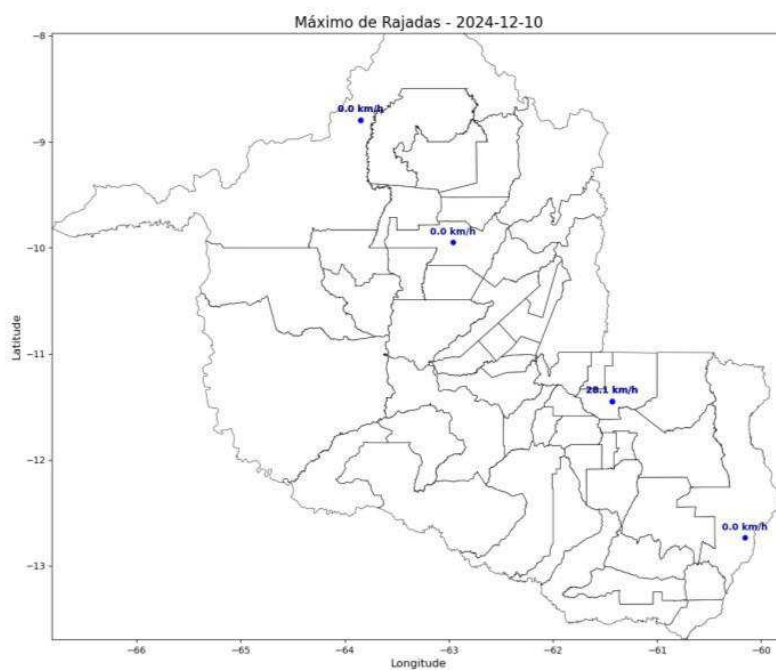 Máximo de Rajadas - 2024-12-10
−8
0.0 km/h
−9
0.0 km/h
−10
Latitude
−11
28.1 km/h
−12
0.0 km/h
−13
−66
−65
−64
−63
−62
−61
−60
Longitude